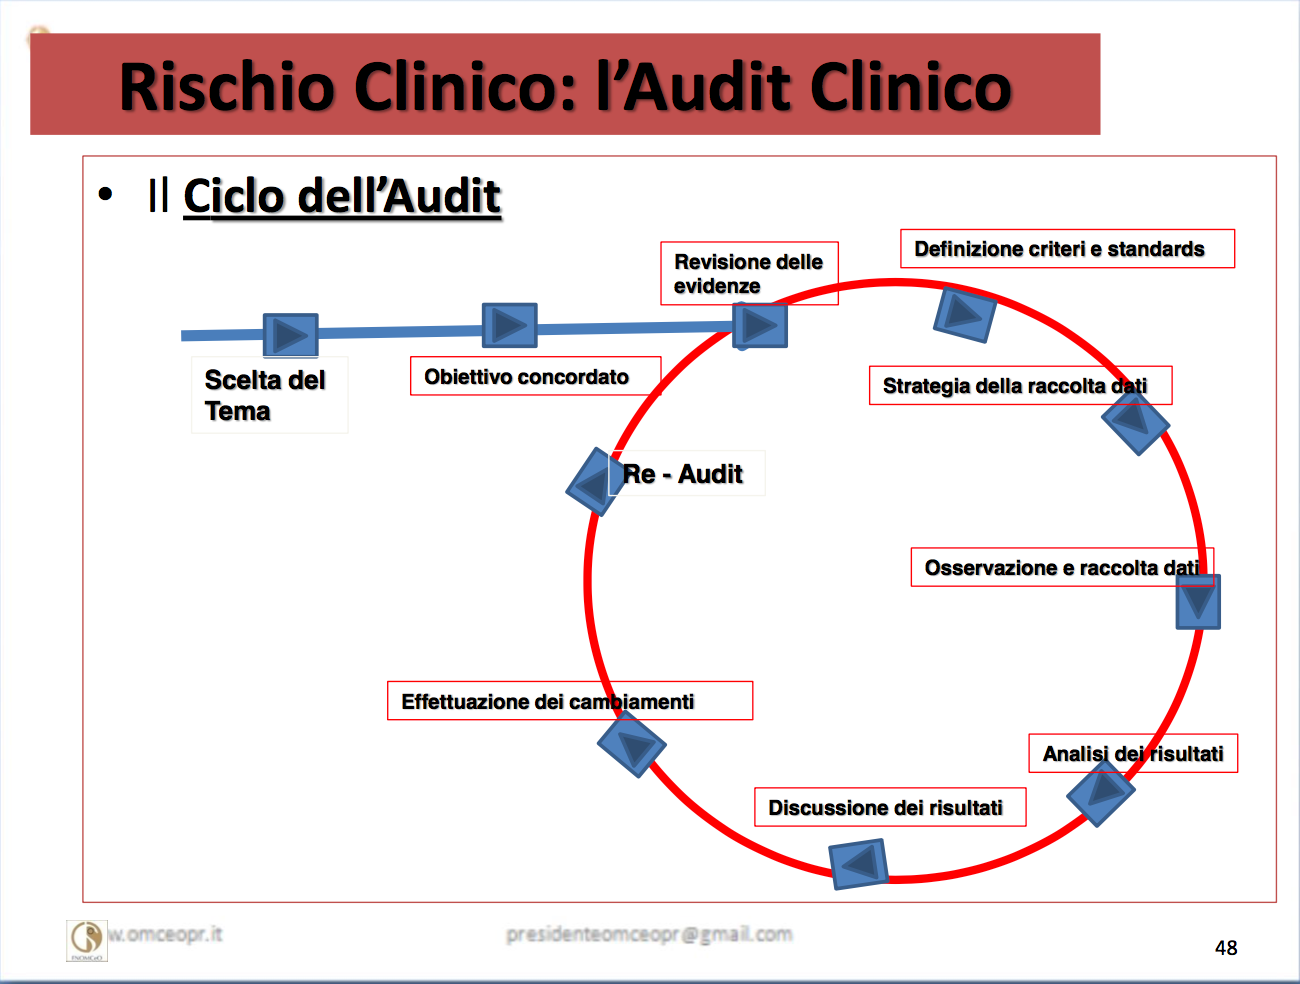 Rischio Clinico: l’Audit Clinico
• Il Ciclo dell’Audit
Revisione delle
evidenze
Definizione criteri e standards
Scelta del
Tema
Obiettivo concordato
Strategia della raccolta dati
Re - Audit
Osservazione e raccolta dati
Effettuazione dei cambiamenti
Analisi dei risultati
Discussione dei risultati
w.omceopr.it
presidenteomceopr@gmail.com
48